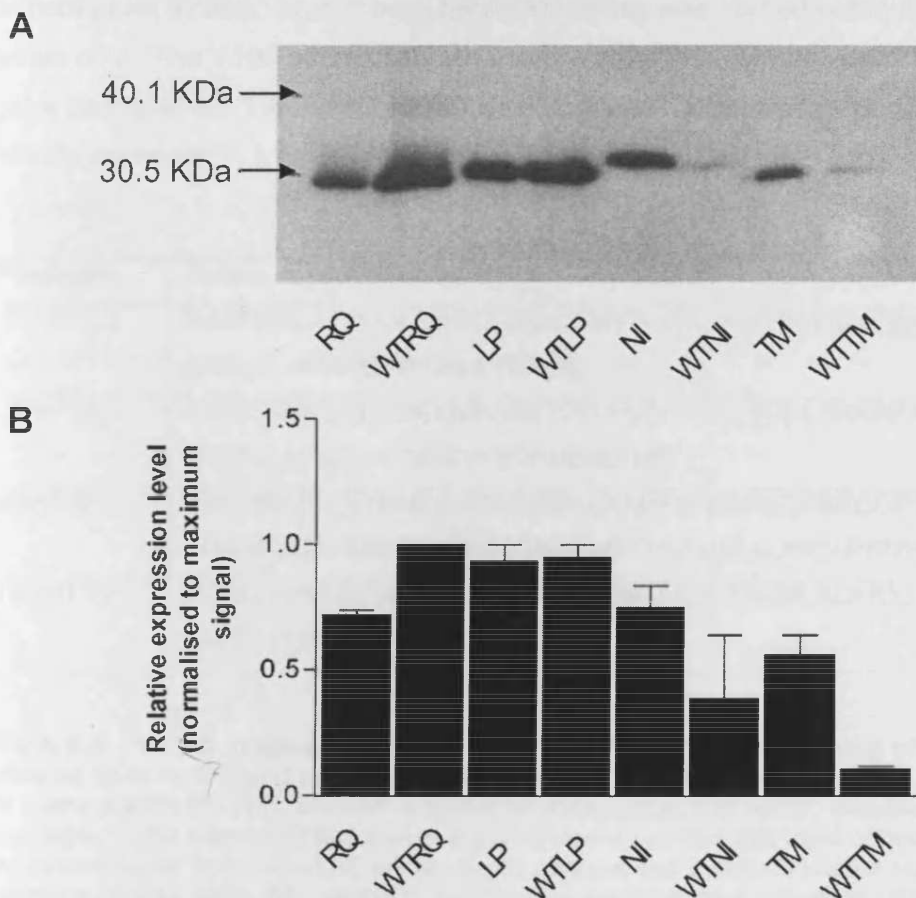 A
40.1 KDa
30.5 KDa
RQ
WTRQ
LP
WTLP
NI
WTNI
TM
WTTM
B
Relative expression level
(normalised to maximum
signal)
1.5
1.0
0.5
0.0
RQ
WTRQ
LP
WTLP
NI
WTNI
TM
WTTM